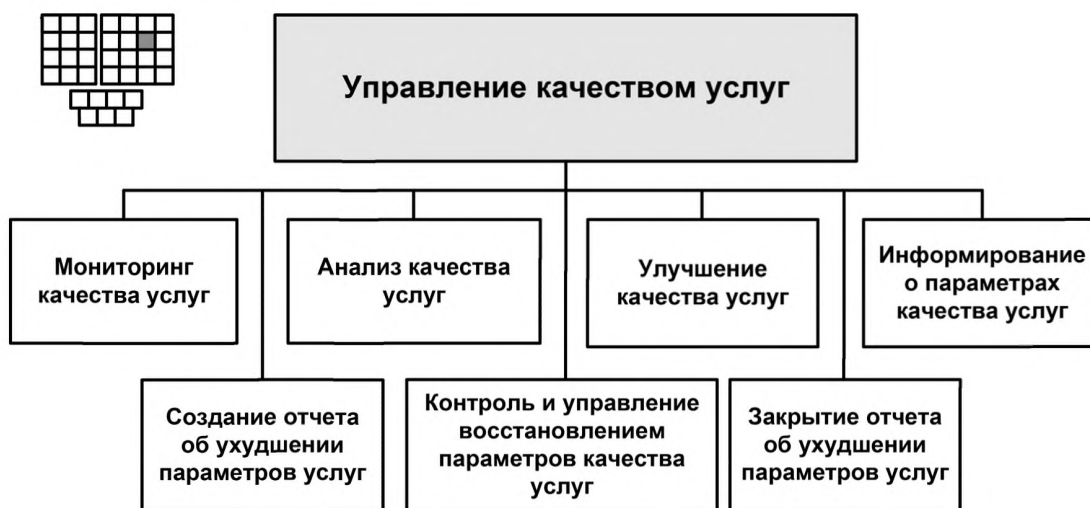 Управление качеством услуг
Мониторинг
качества услуг
Анализ качества
услуг
Улучшение
качества услуг
Информирование
о параметрах
качества услуг
Создание отчета
об ухудшении
параметров услуг
Контроль и управление
восстановлением
параметров качества
услуг
Закрытие отчета
об ухудшении
параметров услуг